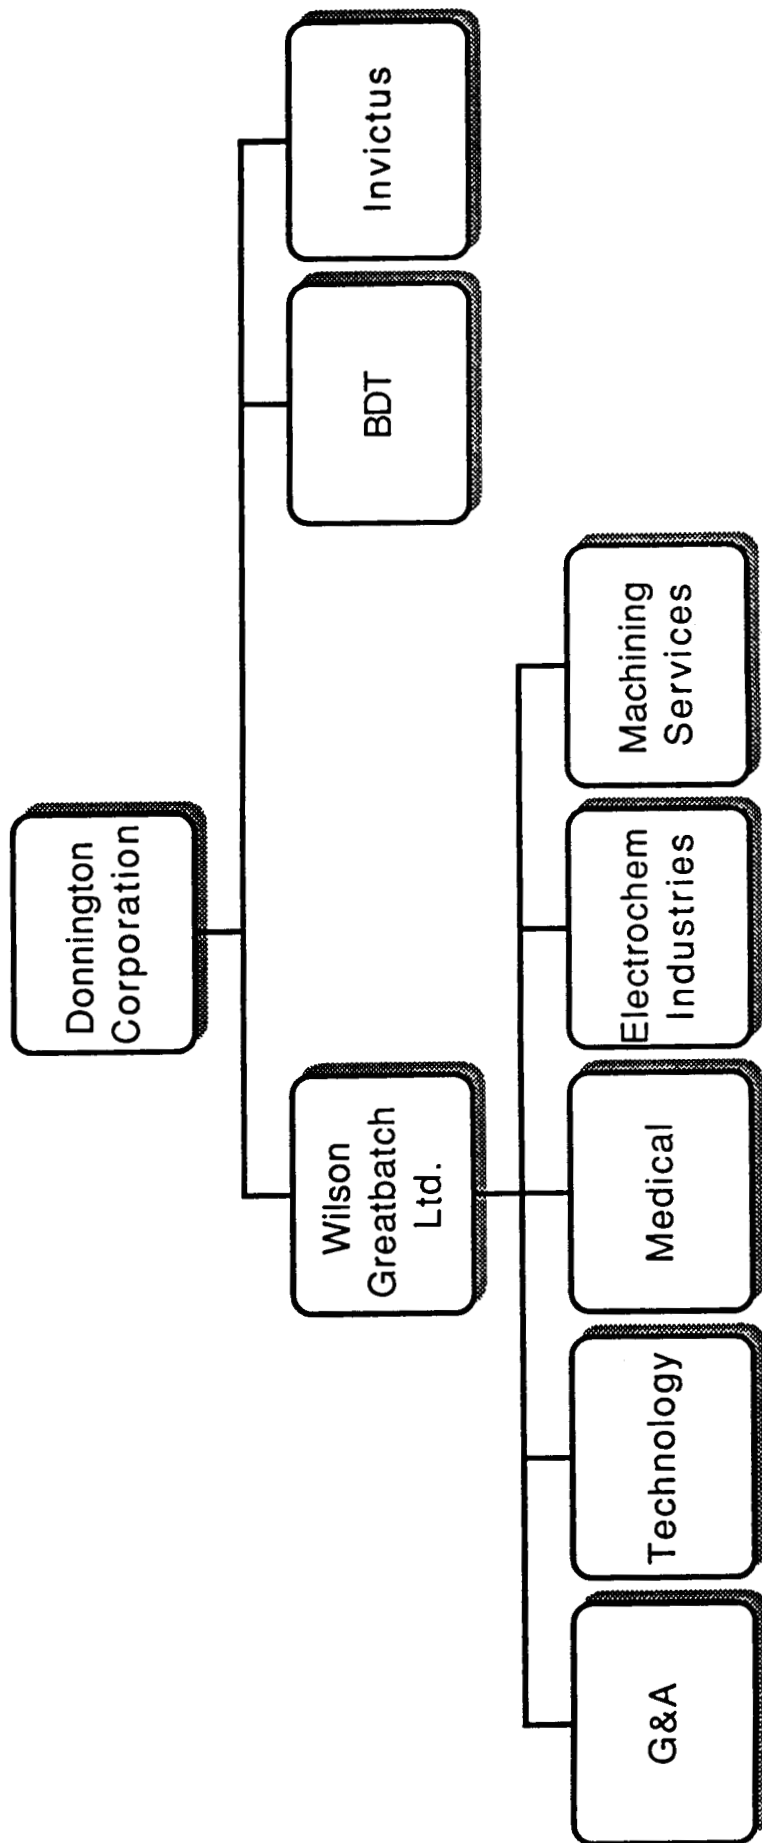 Donnington
Corporation
Wilson
Greatbatch
Ltd.
BDT
Invictus
G&A
Technology
Medical
Electrochem
Industries
Machining
Services